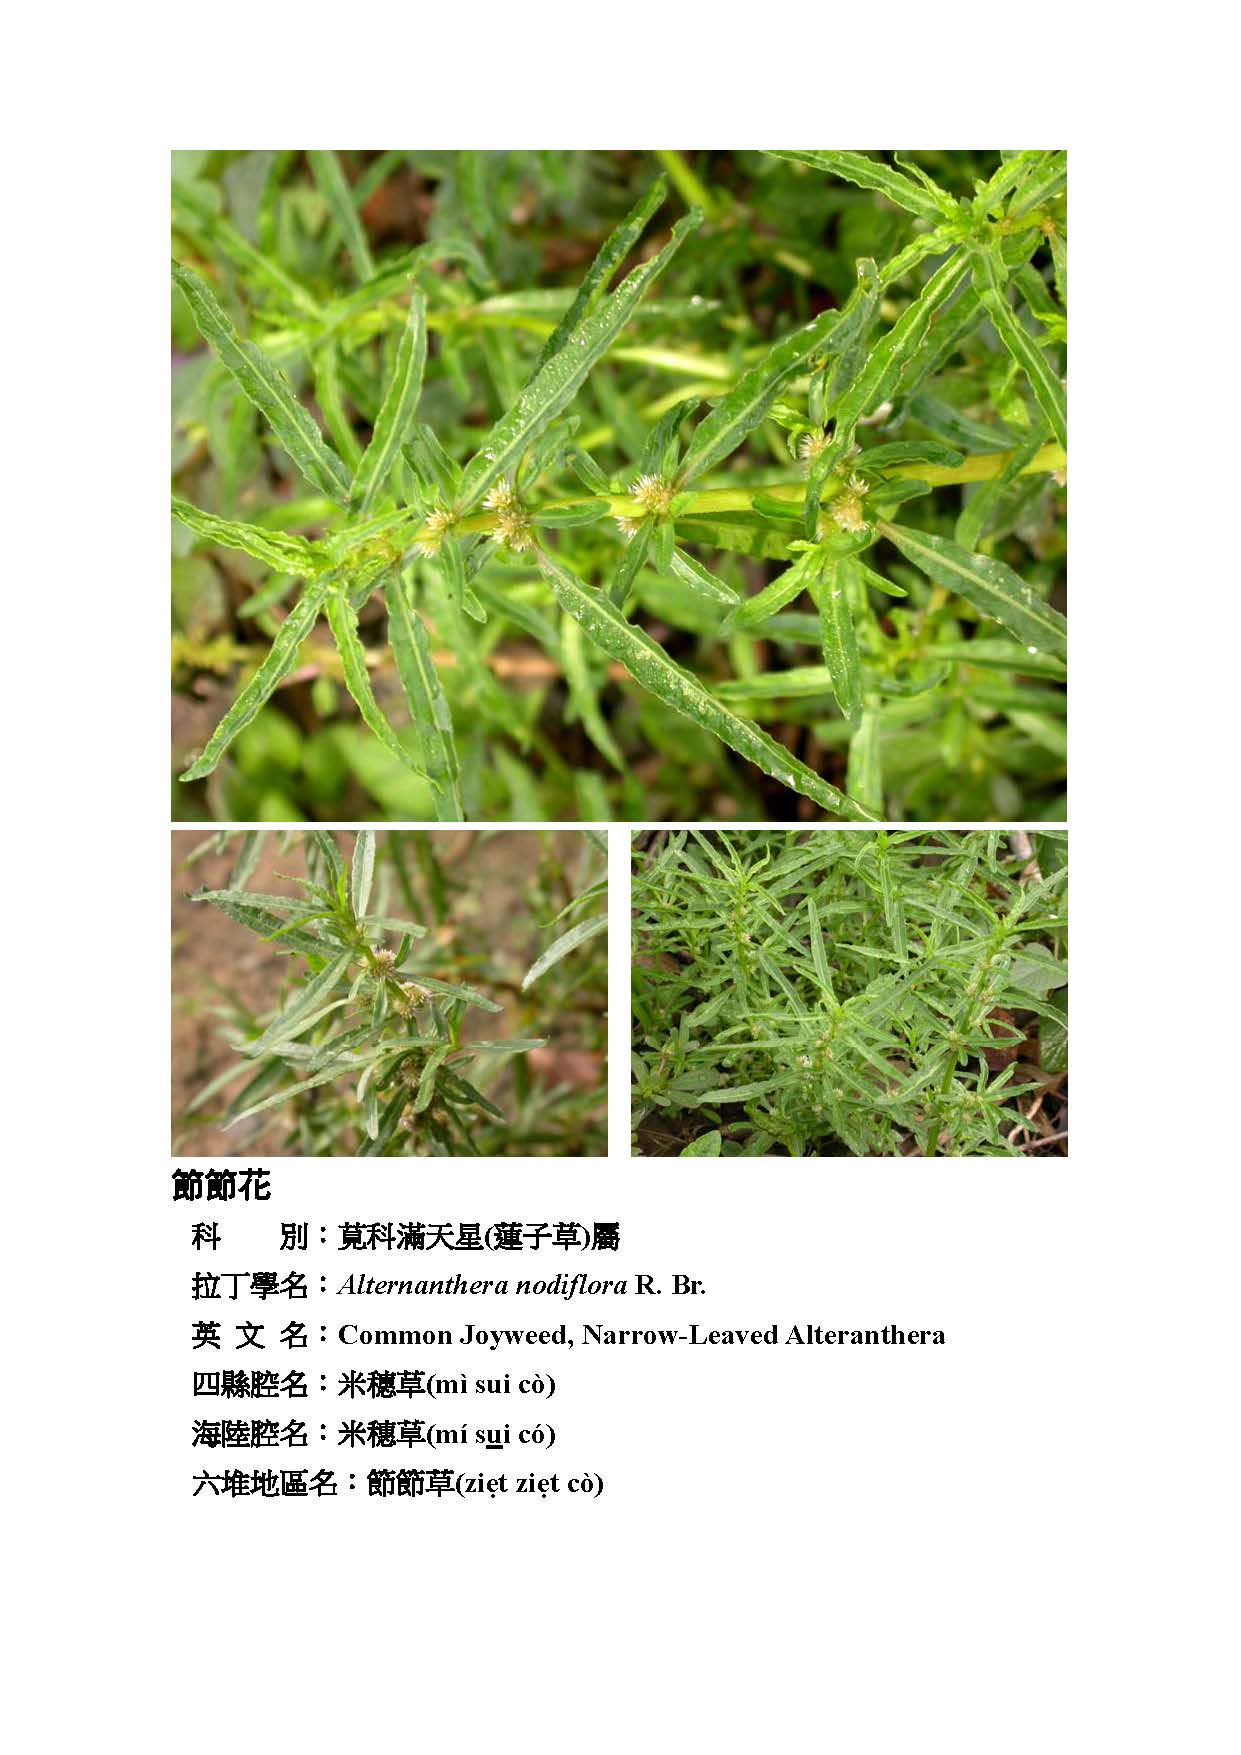 節節花
科　　別：莧科滿天星(蓮子草)屬
拉丁學名：Alternanthera nodiflora R. Br.
英 文 名：Common Joyweed, Narrow-Leaved Alteranthera
四縣腔名：米穗草(mì sui cò)
海陸腔名：米穗草(mí su̲i có)
六堆地區名：節節草(ziẹt ziẹt cò)